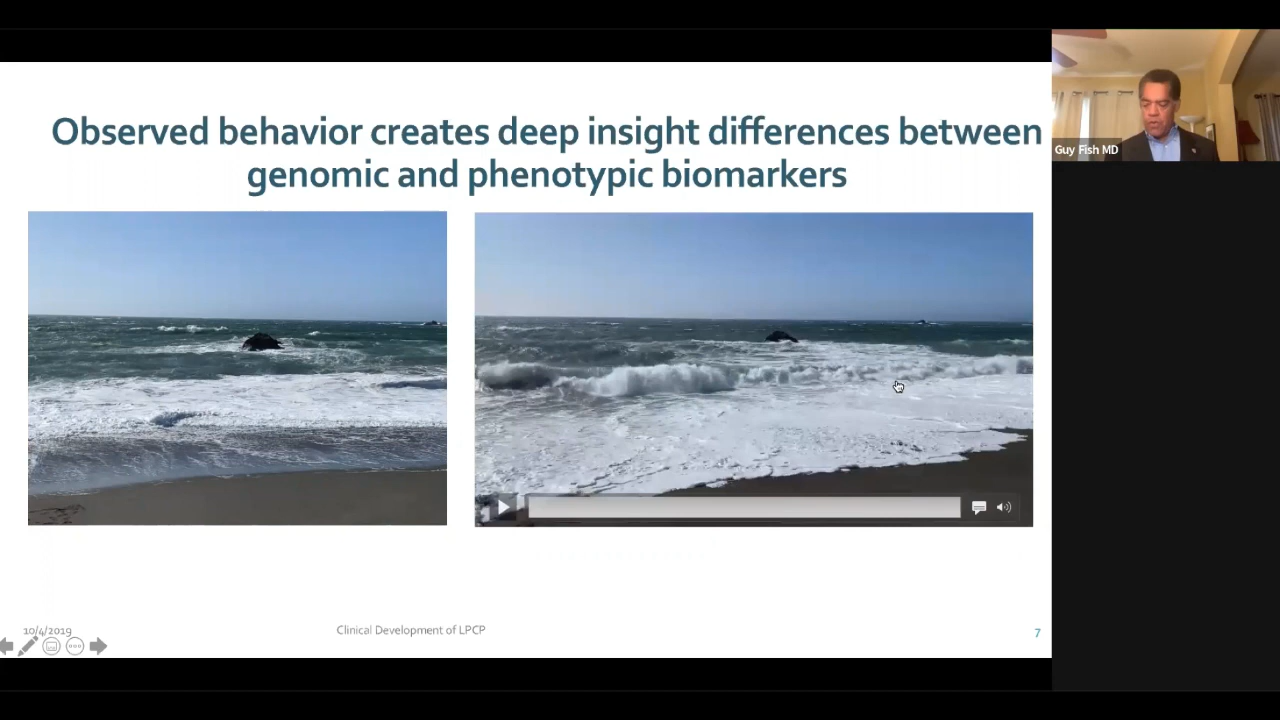 Observed behavior creates deep insight differences between
genomic and phenotypic biomarkers
Guy Fish MD
10/4/2019
Clinical Development of LPCP
7